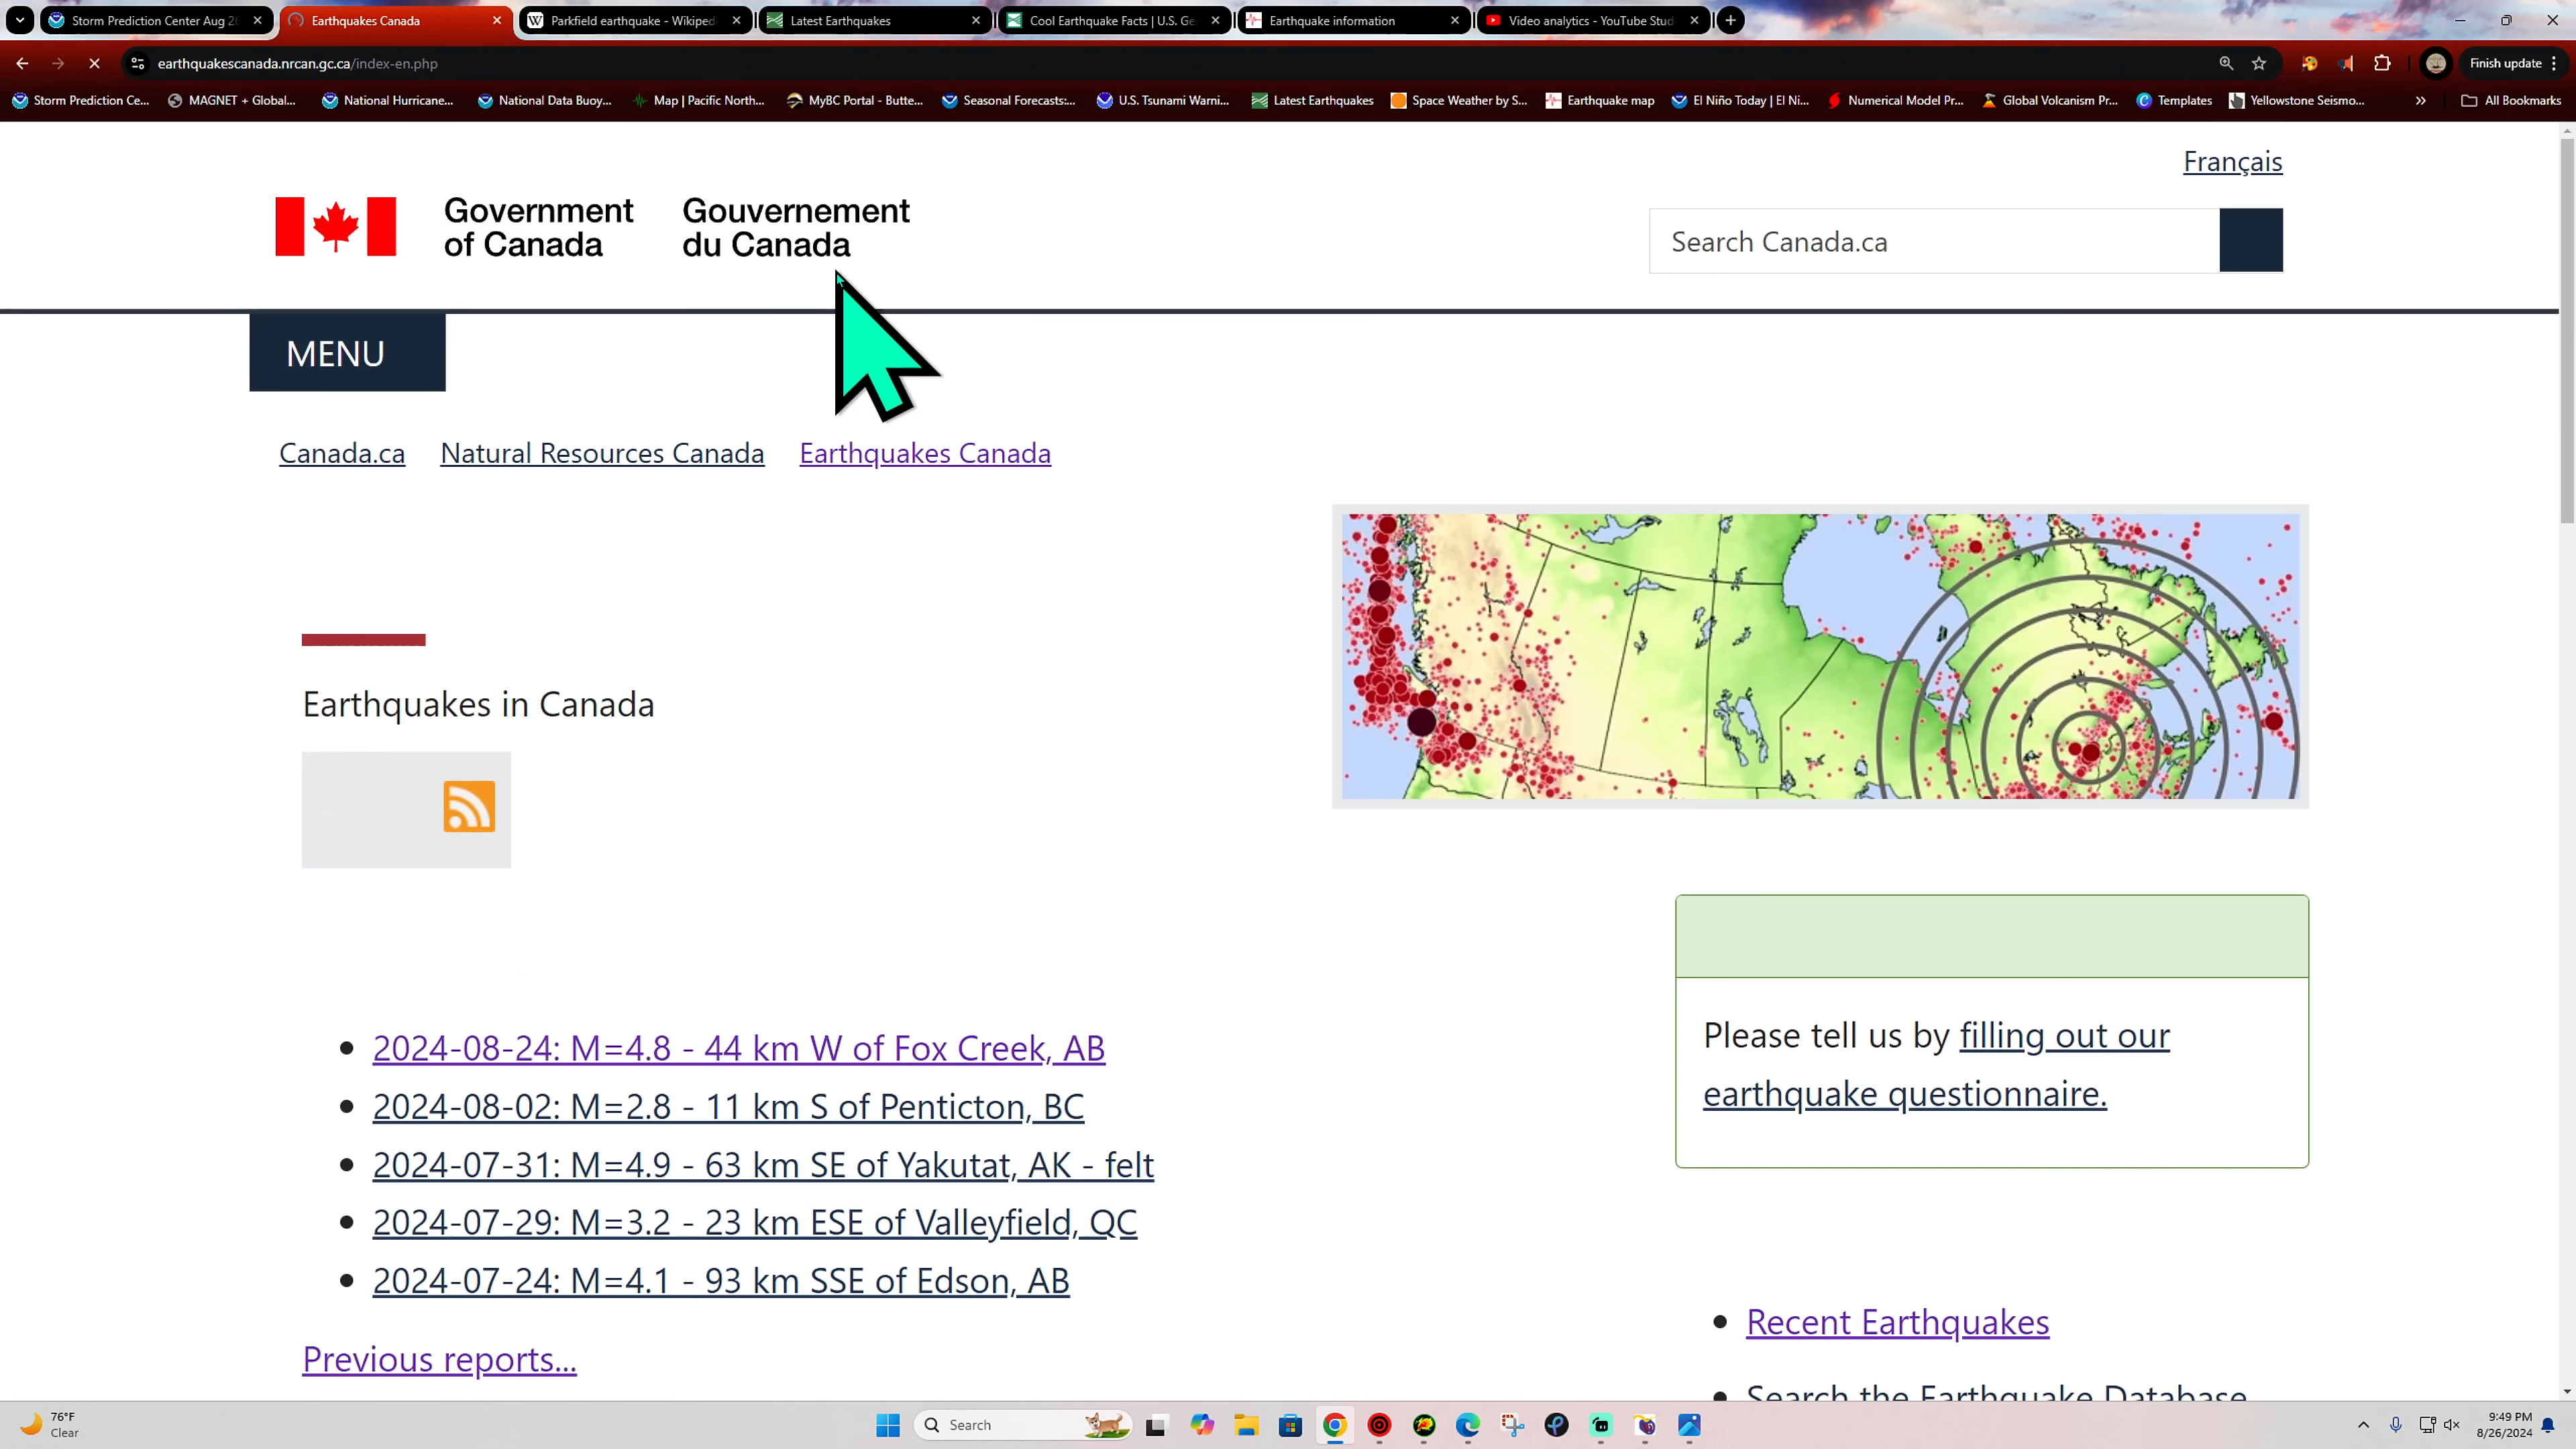 Storm Prediction Center Aug 20
Earthquakes Canada
Parkfield earthquake - Wikiped
Latest Earthquakes
Cool Earthquake Facts | U.S. Ge
Earthquake information
Video analytics - YouTube Stud
earthquakescanada.nrcan.gc.ca/index-en.php
Finish update
Storm Prediction Ce...
MAGNET + Global...
National Hurricane...
National Data Buoy...
Map | Pacific North...
MyBC Portal - Butte...
Seasonal Forecasts:...
U.S. Tsunami Warni...
Latest Earthquakes
Space Weather by S...
Earthquake map
El Niño Today | El Ni...
Numerical Model Pr...
Global Volcanism Pr...
Templates
Yellowstone Seismo...
All Bookmarks
Français
Government
of Canada
Gouvernement
du Canada
Search Canada.ca
MENU
Canada.ca
Natural Resources Canada
Earthquakes Canada
Earthquakes in Canada
2024-08-24: M=4.8 - 44 km W of Fox Creek, AB
2024-08-02: M=2.8 - 11 km S of Penticton, BC
2024-07-31: M=4.9 - 63 km SE of Yakutat, AK - felt
2024-07-29: M=3.2 - 23 km ESE of Valleyfield, QC
2024-07-24: M=4.1 - 93 km SSE of Edson, AB
Previous reports...
Please tell us by filling out our
earthquake questionnaire.
Recent Earthquakes
Search the Earthquake Database
76°F
Clear
Search
9:49 PM
8/26/2024